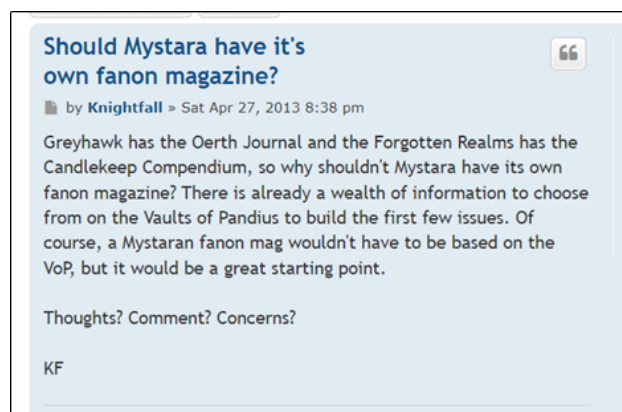 Should Mystara have it's
own fanon magazine?
by Knightfall » Sat Apr 27, 2013 8:38 pm
Greyhawk has the Oerth Journal and the Forgotten Realms has the
Candlekeep Compendium, so why shouldn't Mystara have its own
fanon magazine? There is already a wealth of information to choose
from on the Vaults of Pandius to build the first few issues. Of
course, a Mystaran fanon mag wouldn't have to be based on the
VoP, but it would be a great starting point.
Thoughts? Comment? Concerns?
KF